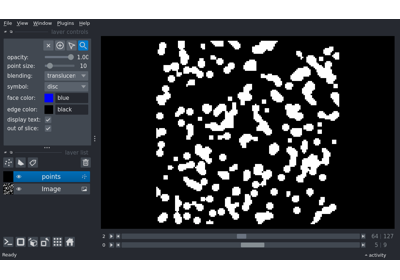 File View Window Plugins Help
layer controls
opacity: 1.00
point size: 10
blending: translucen
symbol: disc
face color: blue
edge color: black
display text:
out of slice:
layer list
points
Image
2 64 127
0 5 9
Ready activity